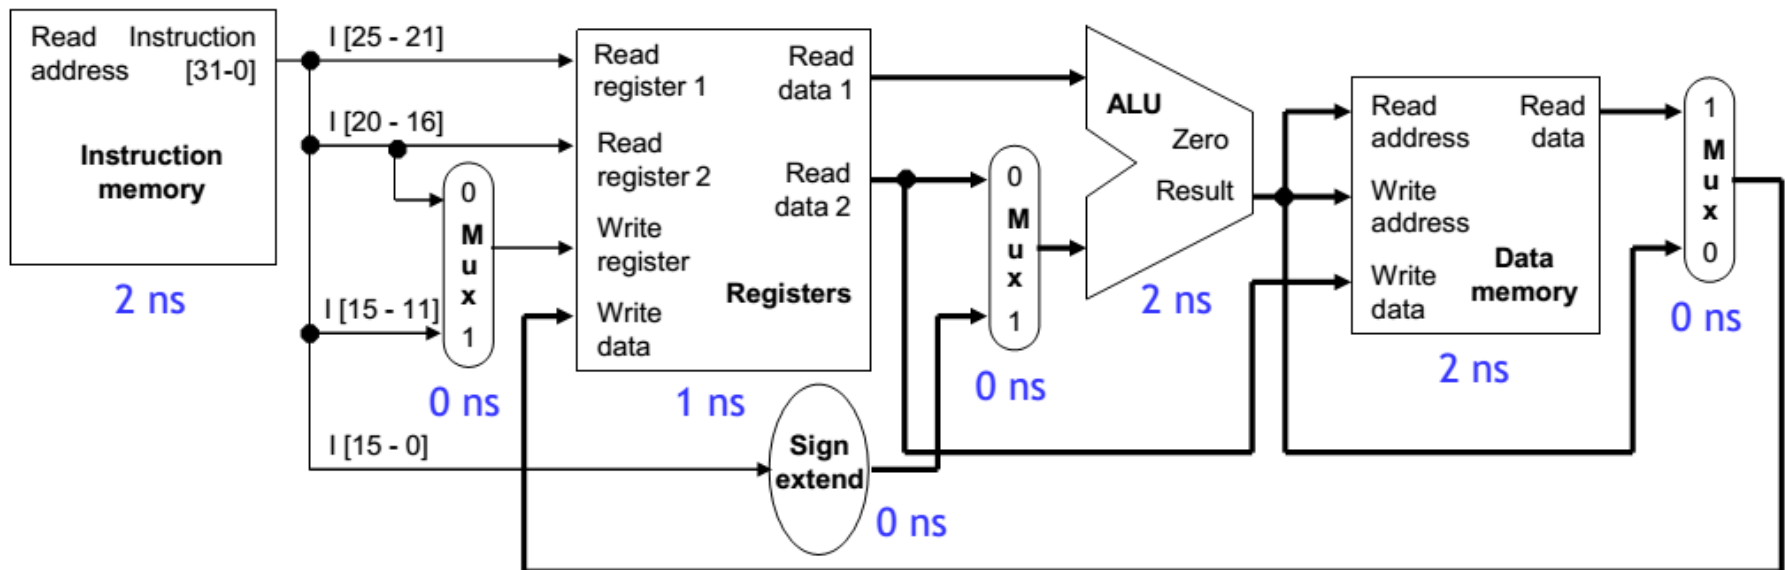 Read Instruction
address [31-0]
Instruction
memory
2 ns
I [25 - 21]
I [20 - 16]
I [15 - 11]
I [15 - 0]
0
M
u
x
1
0 ns
Read
register 1
Read
register 2
Write
register
Write
data
Read
data 1
Read
data 2
Registers
1 ns
Sign
extend
0 ns
0
M
u
x
1
0 ns
ALU
Zero
Result
2 ns
Read
address
Write
address
Write
data
Read
data
Data
memory
2 ns
1
M
u
x
0
0 ns